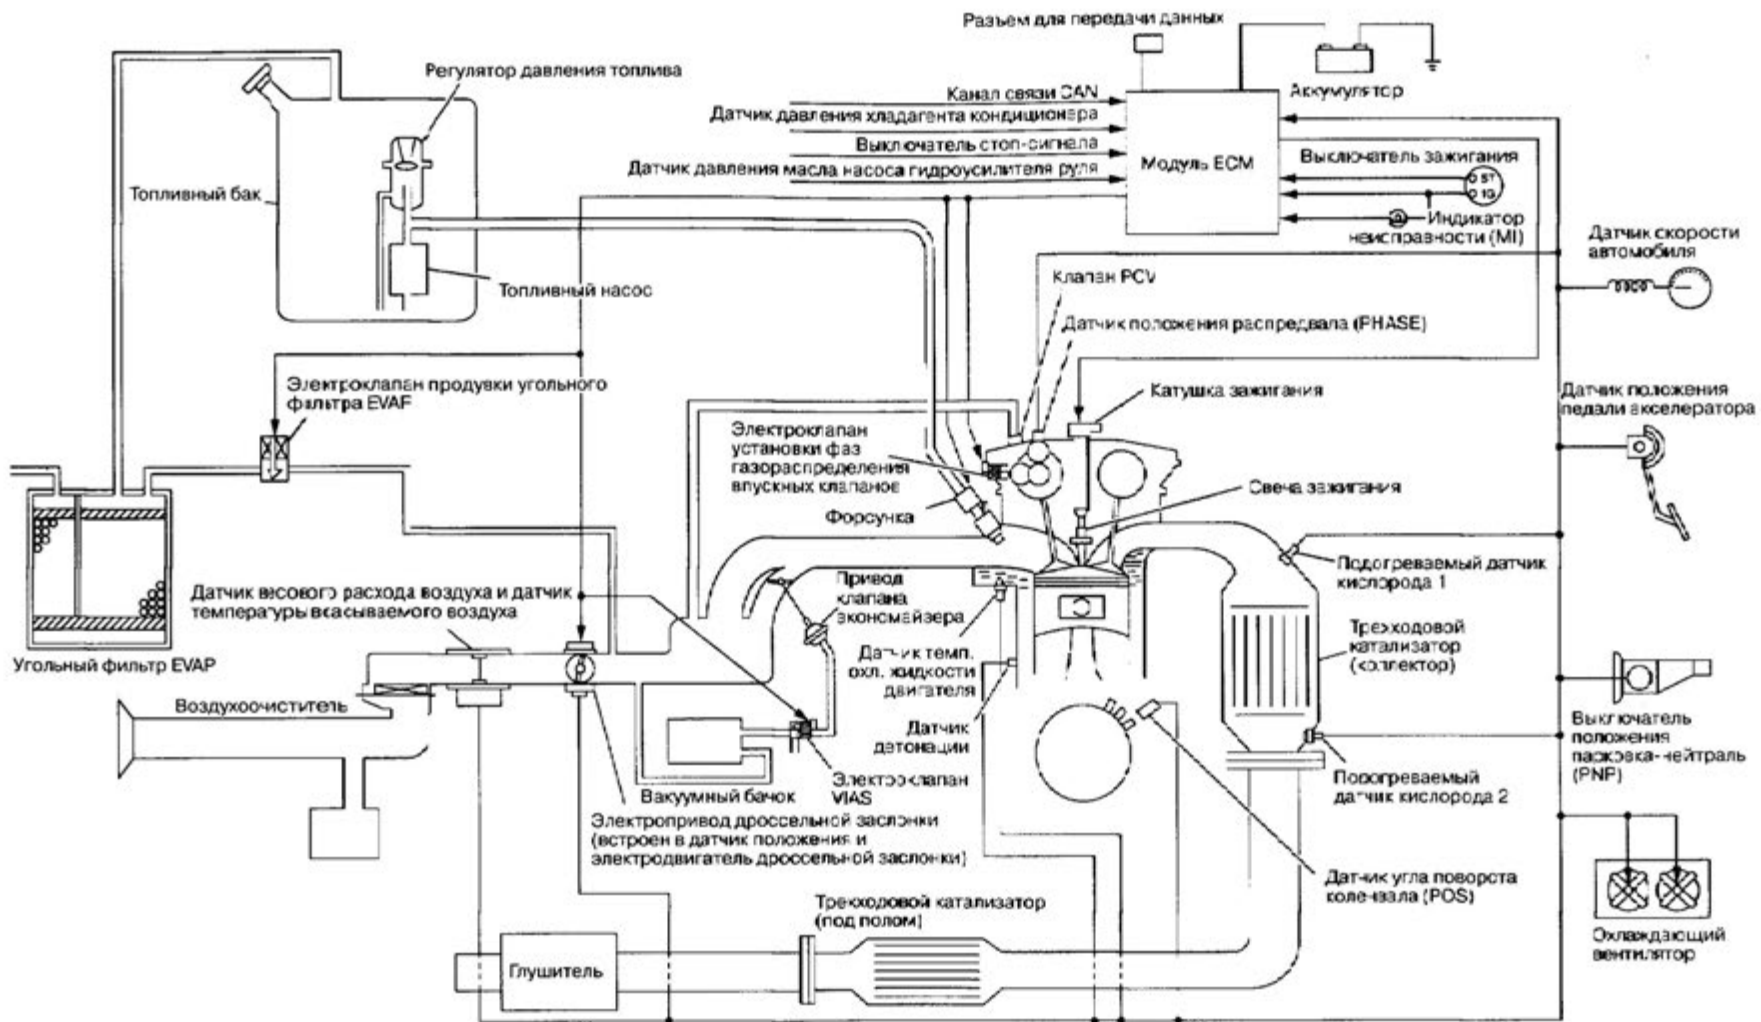 Разъем для передачи данных
Регулятор давления топлива
Канал связи CAN
Датчик давления хладагента кондиционера
Выключатель стоп-сигнала
Датчик давления масла насоса гидроусилителя руля
Модуль ECM
Аккумулятор
Выключатель зажигания
ST
IG
Индикатор
неисправности (MI)
Топливный бак
Топливный насос
Датчик скорости
автомобиля
Клапан PCV
Датчик положения распредвала (PHASE)
Электроклапан продувки угольного
фильтра EVAP
Катушка зажигания
Датчик положения
педали акселератора
Электроклапан
установки фаз
газораспределения
впускных клапанов
Форсунка
Свеча зажигания
Подогреваемый датчик
кислорода 1
Датчик весового расхода воздуха и датчик
температуры всасываемого воздуха
Привод
клапана
экономайзера
Угольный фильтр EVAP
Датчик темп.
охл. жидкости
двигателя
Трехходовой
катализатор
(коллектор)
Воздухоочиститель
Датчик
детонации
Выключатель
положения
парковка-нейтраль
(PNP)
Вакуумный бачок
Электроклапан
VIAS
Подогреваемый
датчик кислорода 2
Электропривод дроссельной заслонки
(встроен в датчик положения и
электродвигатель дроссельной заслонки)
Датчик угла поворота
коленвала (POS)
Трехходовой катализатор
(под полом)
Глушитель
Охлаждающий
вентилятор